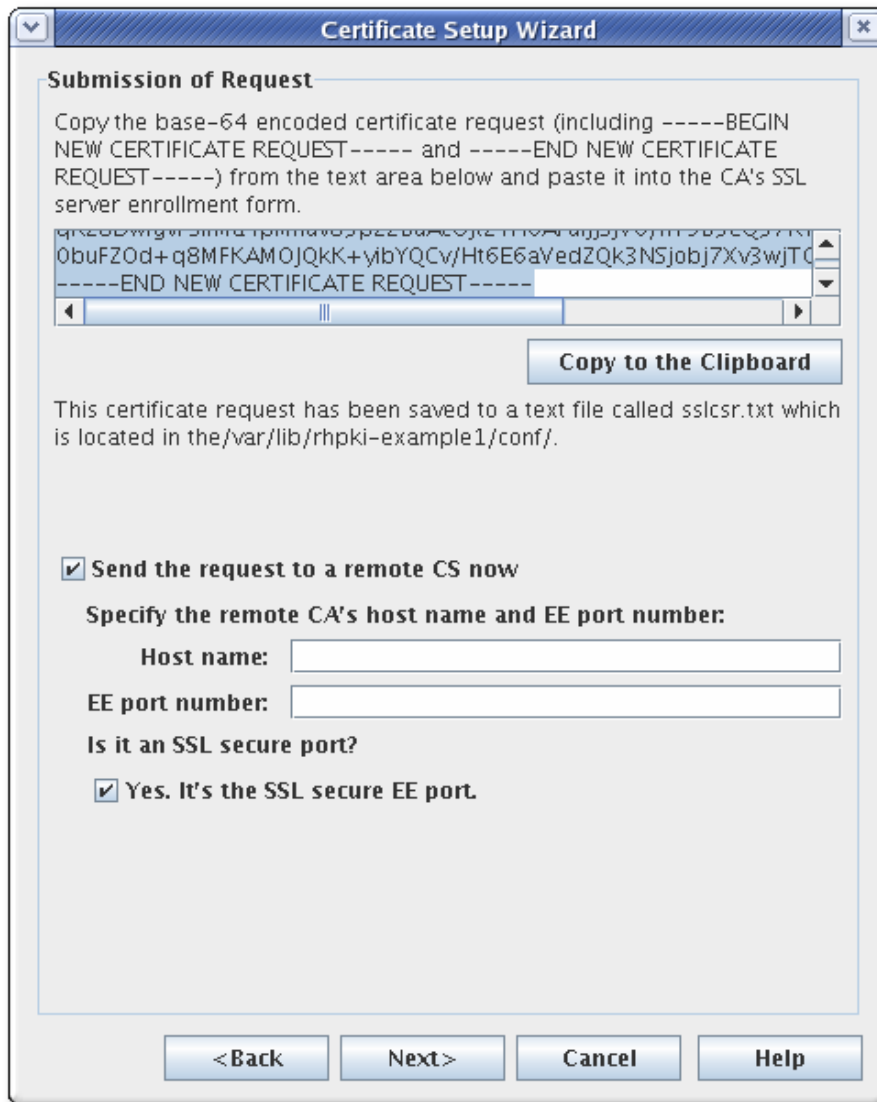 Certificate Setup Wizard
Submission of Request
Copy the base-64 encoded certificate request (including -----BEGIN
NEW CERTIFICATE REQUEST----- and -----END NEW CERTIFICATE
REQUEST-----) from the text area below and paste it into the CA's SSL
server enrollment form.
0buFZOd+q8MFKAMOJQkK+yibYQCv/Ht6E6aVedZQk3NSjobj7Xv3wjTC
-----END NEW CERTIFICATE REQUEST-----
Copy to the Clipboard
This certificate request has been saved to a text file called sslcsr.txt which
is located in the/var/lib/rhpki-example1/conf/.
Send the request to a remote CS now
Specify the remote CA's host name and EE port number:
Host name:
EE port number:
Is it an SSL secure port?
Yes. It's the SSL secure EE port.
<Back
Next>
Cancel
Help